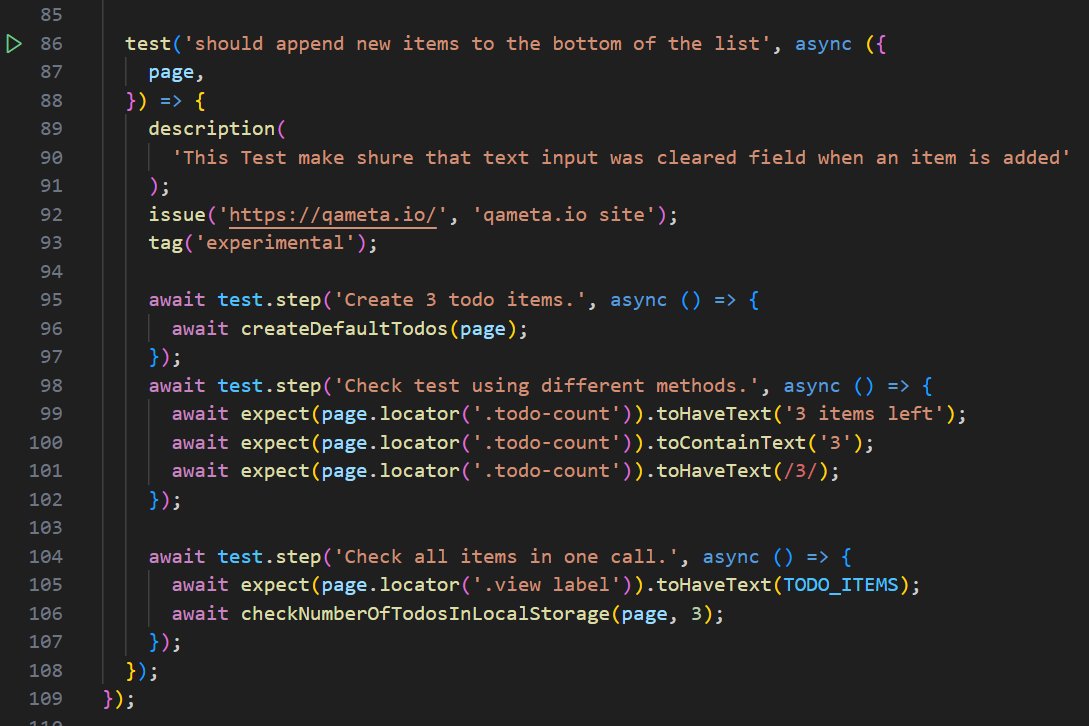 85
86 test('should append new items to the bottom of the list', async ({
87 page,
88 }) => {
89 description(
90 'This Test make shure that text input was cleared field when an item is added'
91 );
92 issue('https://qameta.io/', 'qameta.io site');
93 tag('experimental');
94
95 await test.step('Create 3 todo items.', async () => {
96 await createDefaultTodos(page);
97 });
98 await test.step('Check test using different methods.', async () => {
99 await expect(page.locator('.todo-count')).toHaveText('3 items left');
100 await expect(page.locator('.todo-count')).toContainText('3');
101 await expect(page.locator('.todo-count')).toHaveText(/3/);
102 });
103
104 await test.step('Check all items in one call.', async () => {
105 await expect(page.locator('.view label')).toHaveText(TODO_ITEMS);
106 await checkNumberOfTodosInLocalStorage(page, 3);
107 });
108 });
109 });
110